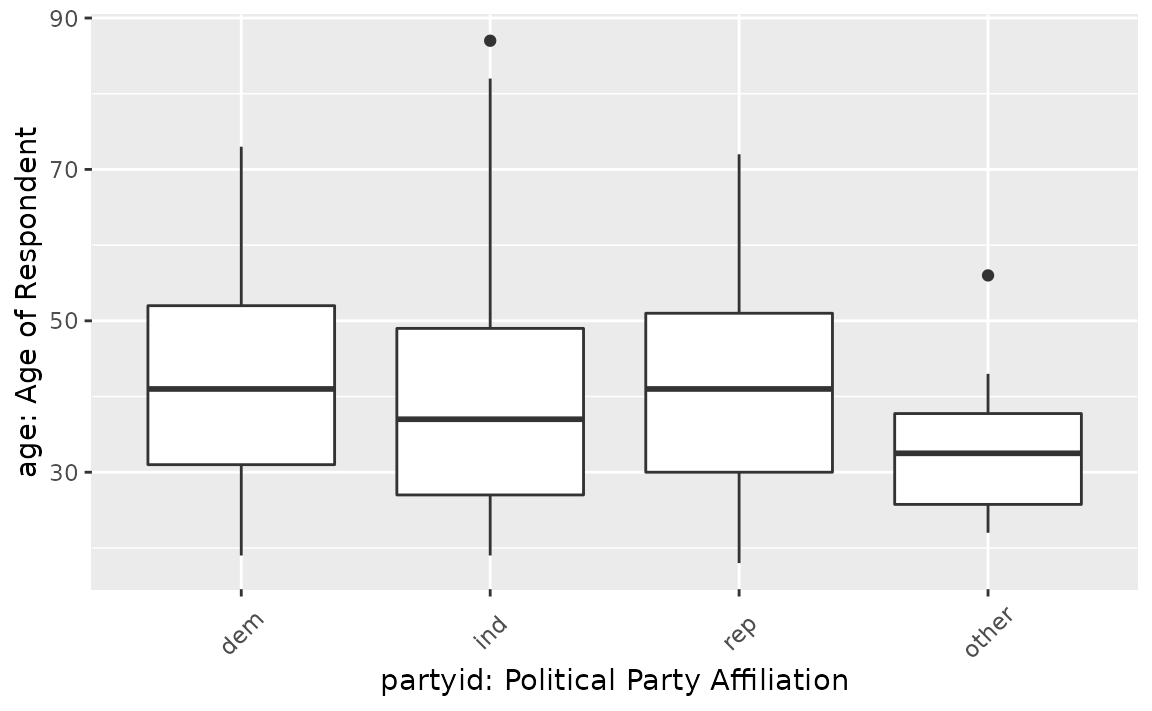 age: Age of Respondent
90
70
50
30
dem
ind
rep
other
partyid: Political Party Affiliation